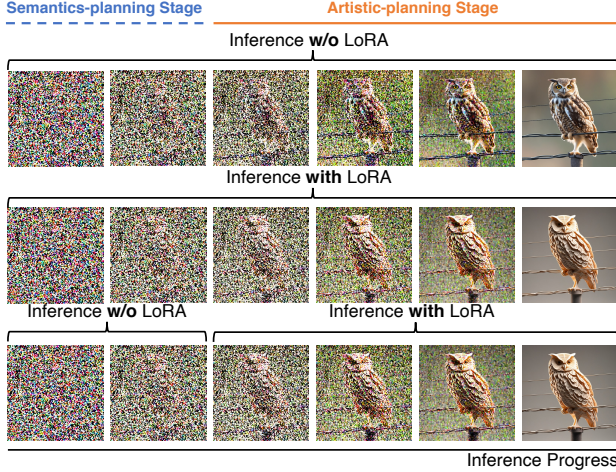 Semantics-planning Stage
Artistic-planning Stage
Inference w/o LoRA
Inference with LoRA
Inference w/o LoRA
Inference with LoRA
Inference Progress